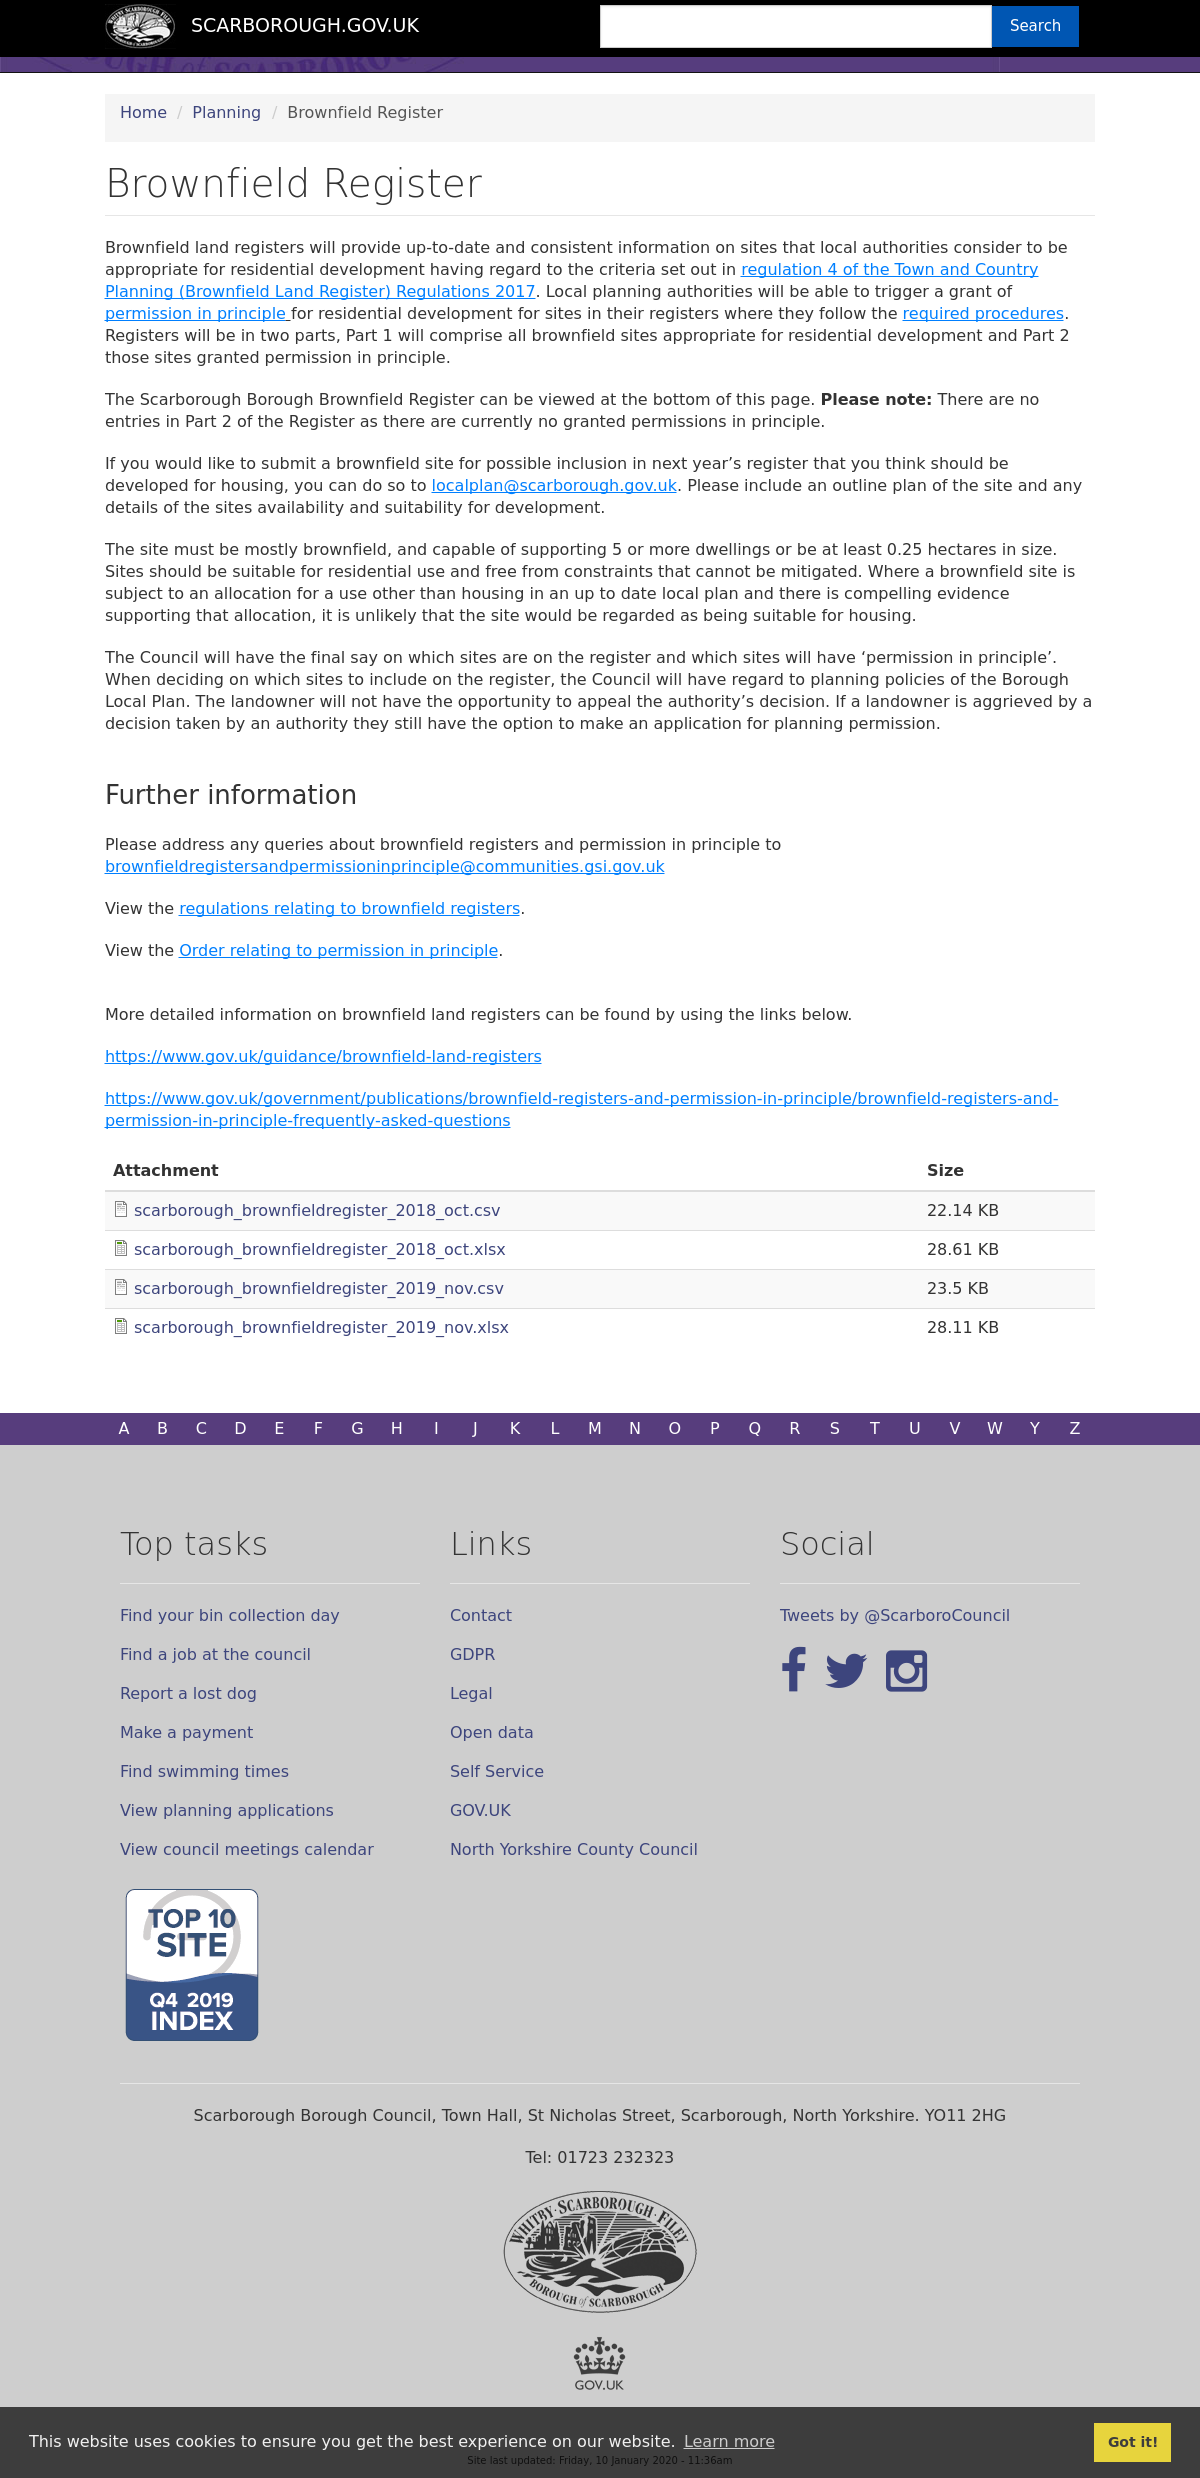 SCARBOROUGH.GOV.UK
Search
Home / Planning / Brownfield Register
Brownfield Register
Brownfield land registers will provide up-to-date and consistent information on sites that local authorities consider to be
appropriate for residential development having regard to the criteria set out in regulation 4 of the Town and Country
Planning (Brownfield Land Register) Regulations 2017. Local planning authorities will be able to trigger a grant of
permission in principle for residential development for sites in their registers where they follow the required procedures.
Registers will be in two parts, Part 1 will comprise all brownfield sites appropriate for residential development and Part 2
those sites granted permission in principle.
The Scarborough Borough Brownfield Register can be viewed at the bottom of this page. Please note: There are no
entries in Part 2 of the Register as there are currently no granted permissions in principle.
If you would like to submit a brownfield site for possible inclusion in next year’s register that you think should be
developed for housing, you can do so to localplan@scarborough.gov.uk. Please include an outline plan of the site and any
details of the sites availability and suitability for development.
The site must be mostly brownfield, and capable of supporting 5 or more dwellings or be at least 0.25 hectares in size.
Sites should be suitable for residential use and free from constraints that cannot be mitigated. Where a brownfield site is
subject to an allocation for a use other than housing in an up to date local plan and there is compelling evidence
supporting that allocation, it is unlikely that the site would be regarded as being suitable for housing.
The Council will have the final say on which sites are on the register and which sites will have ‘permission in principle’.
When deciding on which sites to include on the register, the Council will have regard to planning policies of the Borough
Local Plan. The landowner will not have the opportunity to appeal the authority’s decision. If a landowner is aggrieved by a
decision taken by an authority they still have the option to make an application for planning permission.
Further information
Please address any queries about brownfield registers and permission in principle to
brownfieldregistersandpermissioninprinciple@communities.gsi.gov.uk
View the regulations relating to brownfield registers.
View the Order relating to permission in principle.
More detailed information on brownfield land registers can be found by using the links below.
https://www.gov.uk/guidance/brownfield-land-registers
https://www.gov.uk/government/publications/brownfield-registers-and-permission-in-principle/brownfield-registers-and-
permission-in-principle-frequently-asked-questions
Attachment Size
scarborough_brownfieldregister_2018_oct.csv 22.14 KB
scarborough_brownfieldregister_2018_oct.xlsx 28.61 KB
scarborough_brownfieldregister_2019_nov.csv 23.5 KB
scarborough_brownfieldregister_2019_nov.xlsx 28.11 KB
A B C D E F G H I J K L M N O P Q R S T U V W Y Z
Top tasks
Find your bin collection day
Find a job at the council
Report a lost dog
Make a payment
Find swimming times
View planning applications
View council meetings calendar
TOP 10
SITE
Q4 2019
INDEX
Links
Contact
GDPR
Legal
Open data
Self Service
GOV.UK
North Yorkshire County Council
Social
Tweets by @ScarboroCouncil
Scarborough Borough Council, Town Hall, St Nicholas Street, Scarborough, North Yorkshire. YO11 2HG
Tel: 01723 232323
WHITBY · SCARBOROUGH · FILEY
BOROUGH of SCARBOROUGH
GOV.UK
This website uses cookies to ensure you get the best experience on our website. Learn more
Got it!
Site last updated: Friday, 10 January 2020 - 11:36am